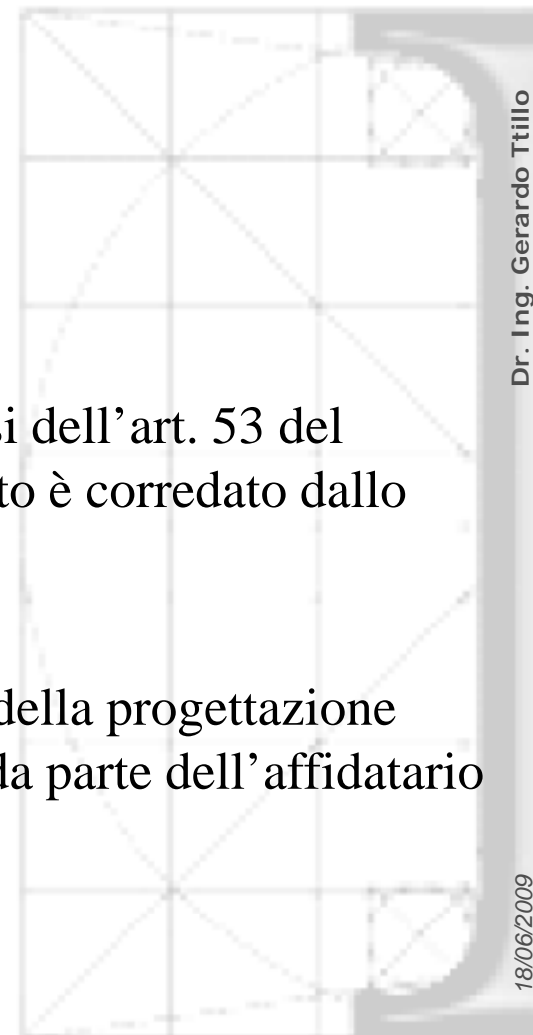 Dr. Ing. Gerardo Ttillo
si dell’art. 53 del
to è corredato dallo
della progettazione
da parte dell’affidatario
18/06/2009